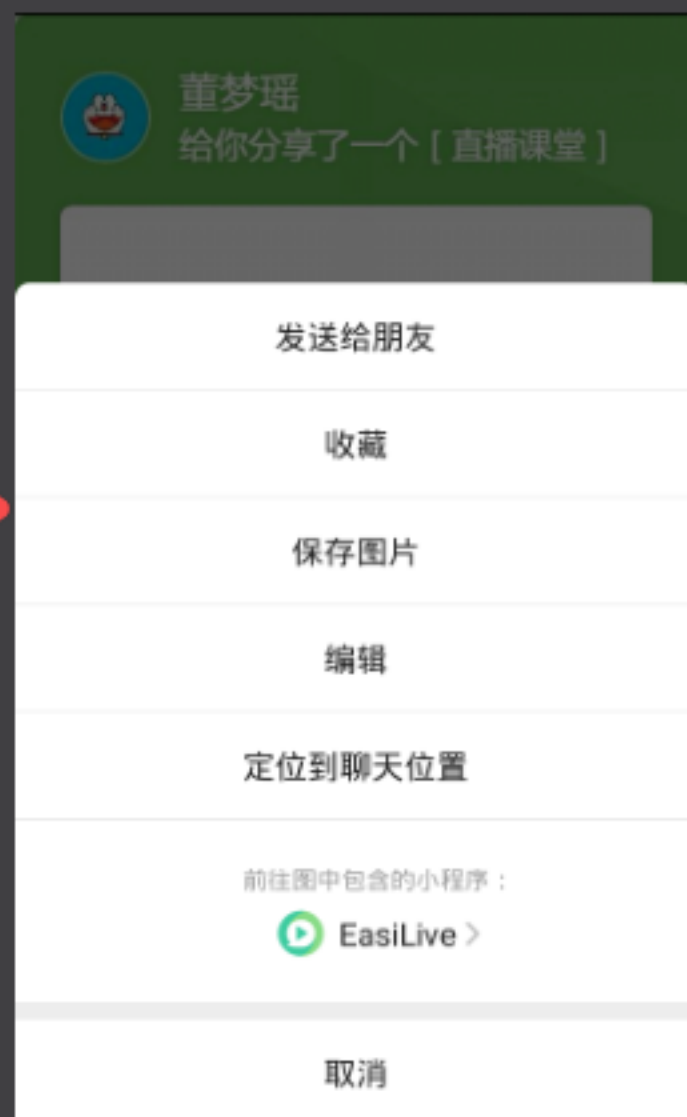 董梦瑶
给你分享了一个 [ 直播课堂 ]
发送给朋友
收藏
保存图片
编辑
定位到聊天位置
前往图中包含的小程序：
EasiLive
取消